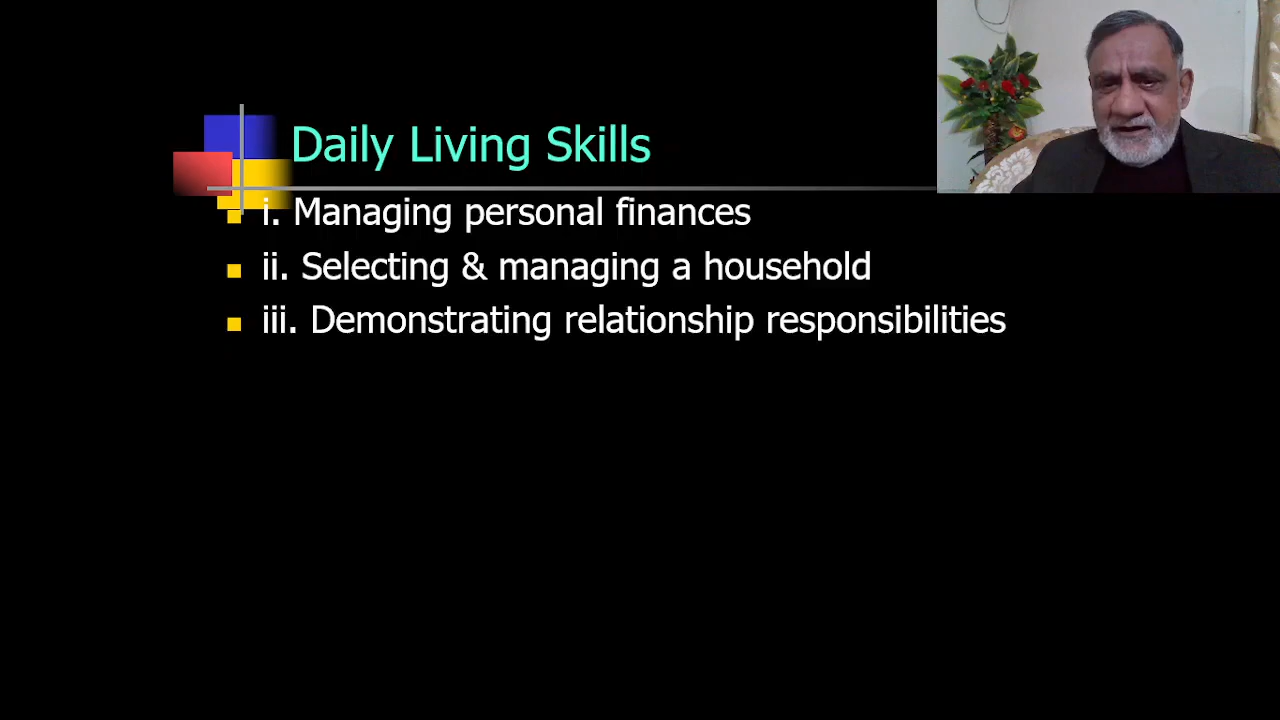 Daily Living Skills
i. Managing personal finances
ii. Selecting & managing a household
iii. Demonstrating relationship responsibilities